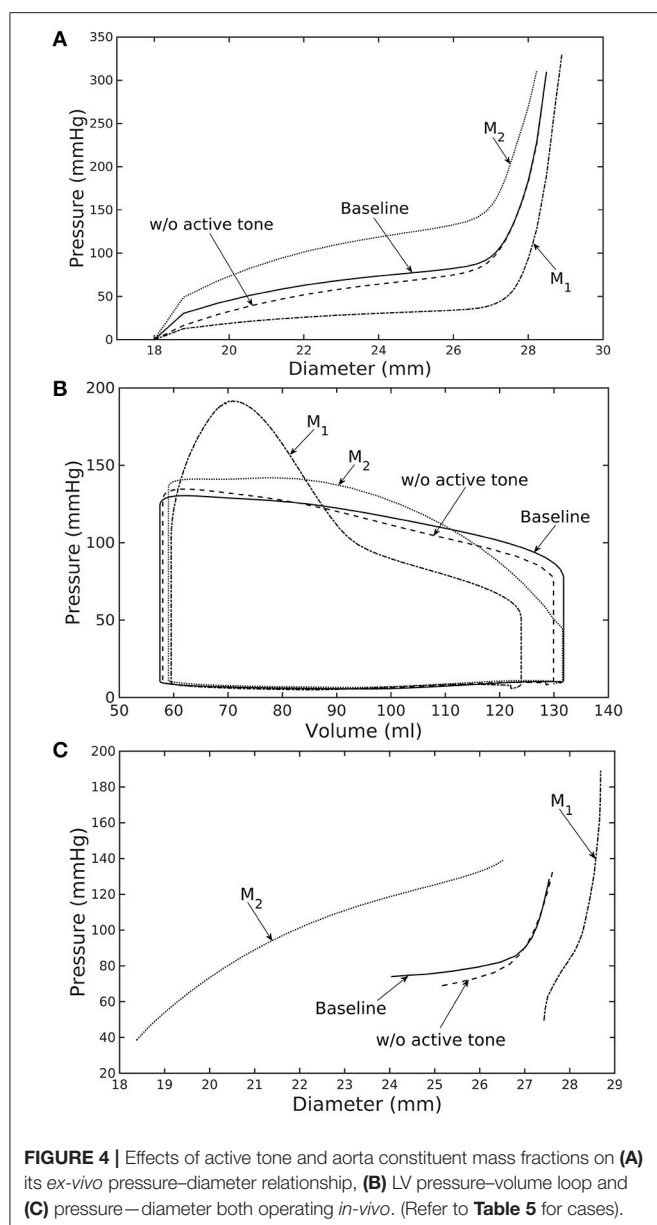 A
350
300
250
200
150
100
50
0
Pressure (mmHg)
M2
Baseline
w/o active tone
M1
18 20 22 24 26 28 30
Diameter (mm)
B
200
150
100
50
0
Pressure (mmHg)
M1
M2
w/o active tone
Baseline
50 60 70 80 90 100 110 120 130 140
Volume (ml)
C
200
180
160
140
120
100
80
60
40
20
Pressure (mmHg)
M1
M2
Baseline
w/o active tone
18 19 20 21 22 23 24 25 26 27 28 29
Diameter (mm)
FIGURE 4 | Effects of active tone and aorta constituent mass fractions on (A)
its ex-vivo pressure–diameter relationship, (B) LV pressure–volume loop and
(C) pressure—diameter both operating in-vivo. (Refer to Table 5 for cases).